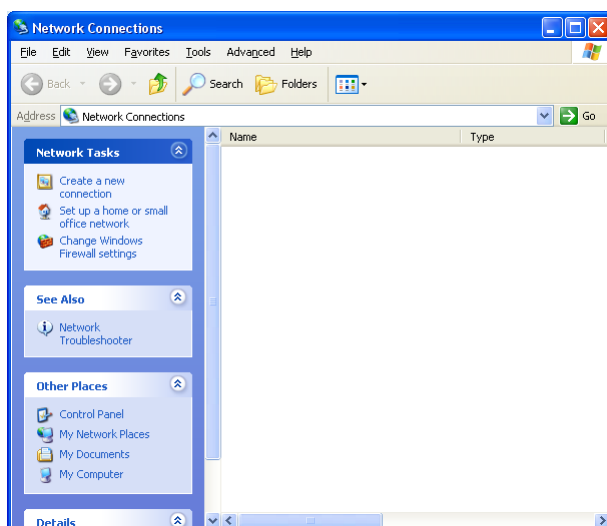 Network Connections
File Edit View Favorites Tools Advanced Help
Back Search Folders
Address Network Connections Go
Name Type
Network Tasks
Create a new
connection
Set up a home or small
office network
Change Windows
Firewall settings
See Also
Network
Troubleshooter
Other Places
Control Panel
My Network Places
My Documents
My Computer
Details